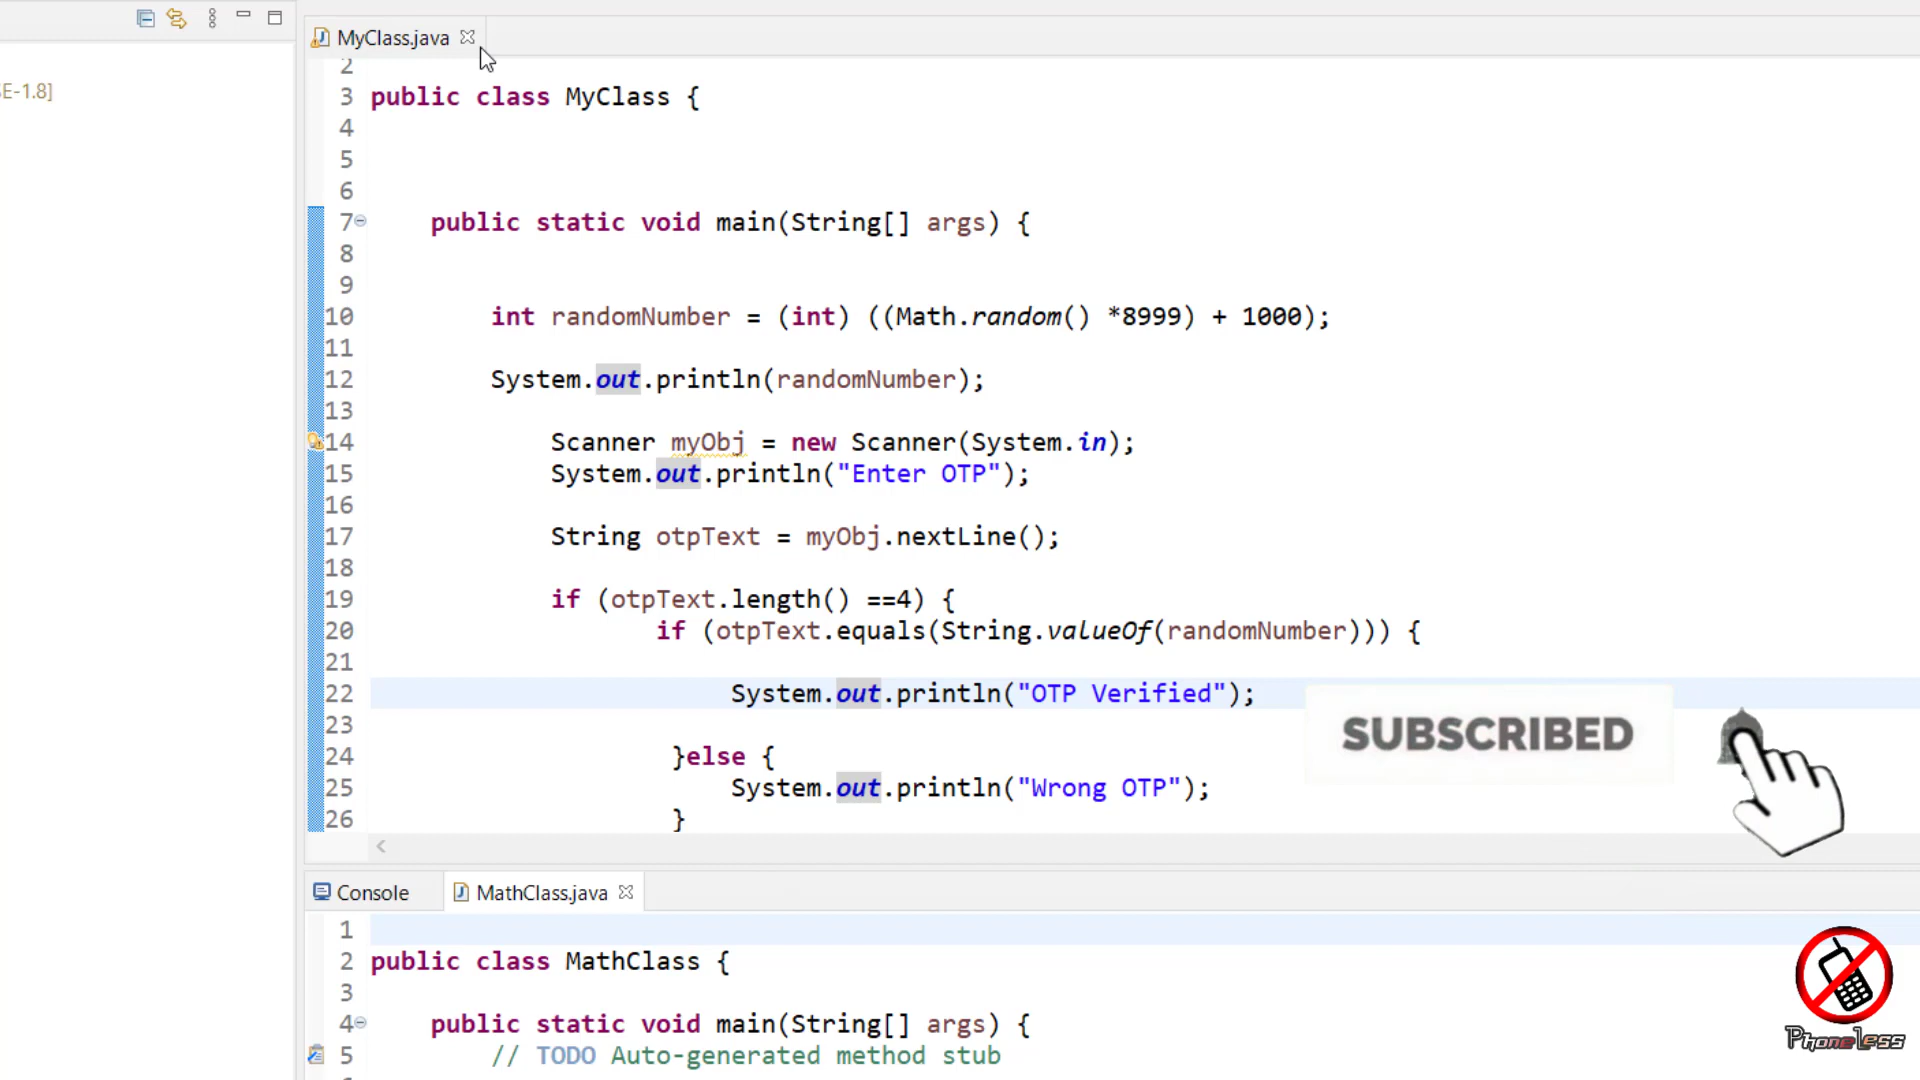 MyClass.java
E-1.8]
2
3 public class MyClass {
4
5
6
7 public static void main(String[] args) {
8
9
10 int randomNumber = (int) ((Math.random() *8999) + 1000);
11
12 System.out.println(randomNumber);
13
14 Scanner myObj = new Scanner(System.in);
15 System.out.println("Enter OTP");
16
17 String otpText = myObj.nextLine();
18
19 if (otpText.length() ==4) {
20 if (otpText.equals(String.valueOf(randomNumber))) {
21
22 System.out.println("OTP Verified");
23
24 }else {
25 System.out.println("Wrong OTP");
26 }
SUBSCRIBED
Console MathClass.java
1
2 public class MathClass {
3
4 public static void main(String[] args) {
5 // TODO Auto-generated method stub
Phoneless